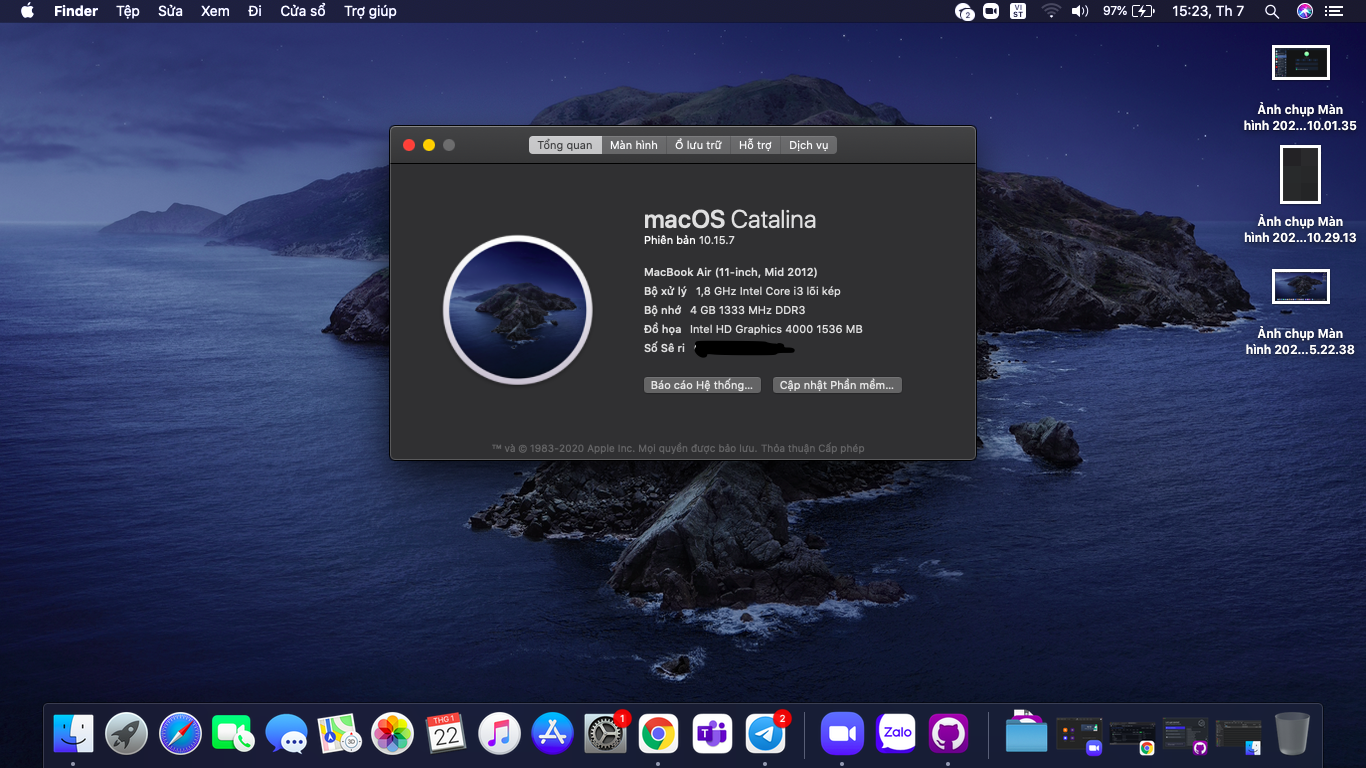 Finder Tệp Sửa Xem Đi Cửa sổ Trợ giúp 2 VI ST 97% 15:23, Th 7
Ảnh chụp Màn
hình 202...10.01.35
Ảnh chụp Màn
hình 202...10.29.13
Ảnh chụp Màn
hình 202...5.22.38
Tổng quan Màn hình Ổ lưu trữ Hỗ trợ Dịch vụ
macOS Catalina
Phiên bản 10.15.7
MacBook Air (11-inch, Mid 2012)
Bộ xử lý 1,8 GHz Intel Core i3 lõi kép
Bộ nhớ 4 GB 1333 MHz DDR3
Đồ họa Intel HD Graphics 4000 1536 MB
Số Sê ri
Báo cáo Hệ thống... Cập nhật Phần mềm...
™ và © 1983-2020 Apple Inc. Mọi quyền được bảo lưu. Thỏa thuận Cấp phép
3D THG 1 22 1 2 Zalo